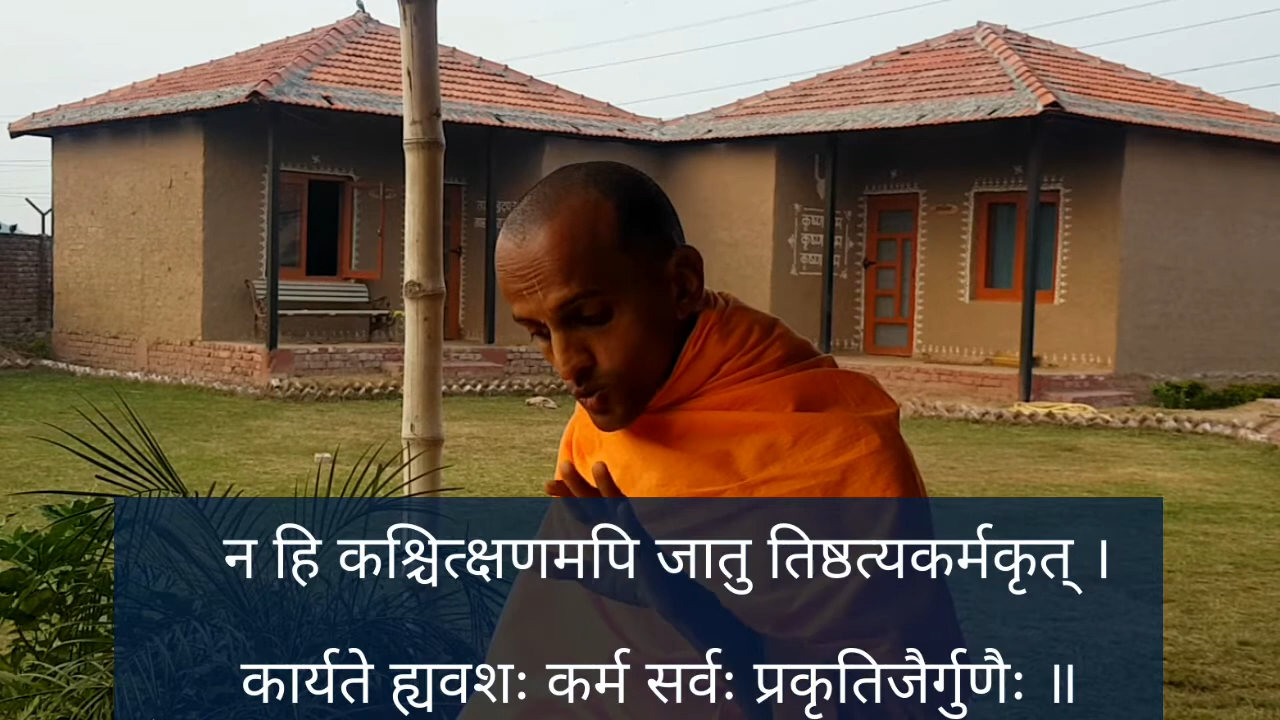 कृष्ण
कृष्ण
कृष्ण
न हि कश्चित्क्षणमपि जातु तिष्ठत्यकर्मकृत् ।
कार्यते ह्यवशः कर्म सर्वः प्रकृतिजैर्गुणैः ॥